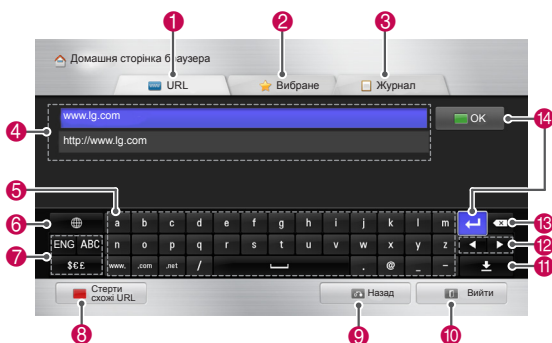 1 2 3
Домашня сторінка браузера
URL Вибране Журнал
4 www.lg.com OK 14
http://www.lg.com
5
6 a b c d e f g h i j k l m 13
7 ENG ABC n o p q r s t u v w x y z 12
$€£ www. .com .net / . @ _ - 11
Стерти схожі URL Назад Вийти
8 9 10